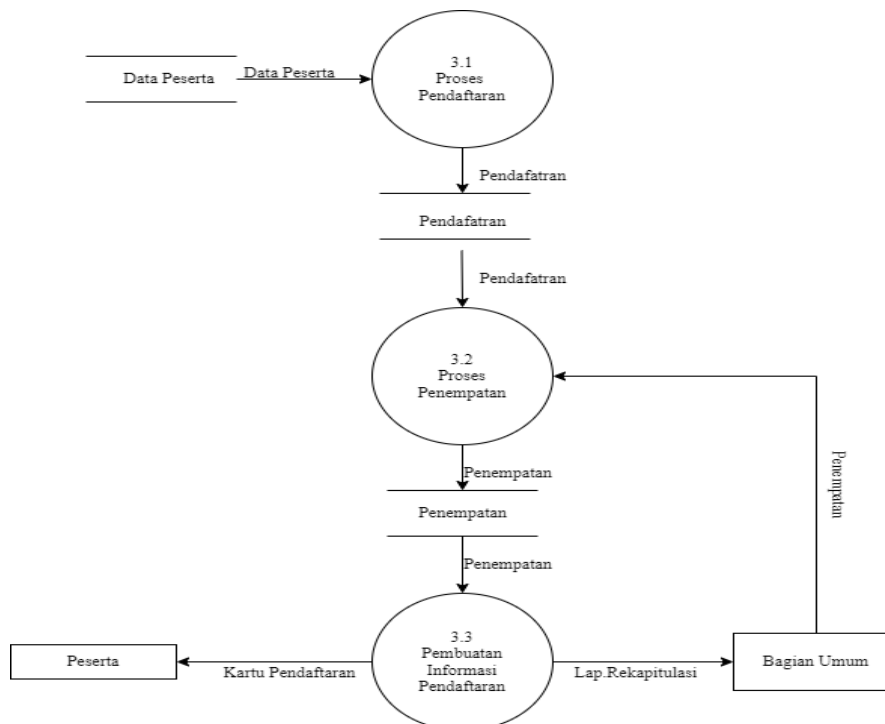 3.1
Proses
Pendaftaran
Data Peserta
Data Peserta
Pendafatran
Pendafatran
Pendafatran
3.2
Proses
Penempatan
Penempatan
Penempatan
Penempatan
Penempatan
3.3
Pembuatan
Informasi
Pendaftaran
Peserta
Kartu Pendaftaran
Lap.Rekapitulasi
Bagian Umum